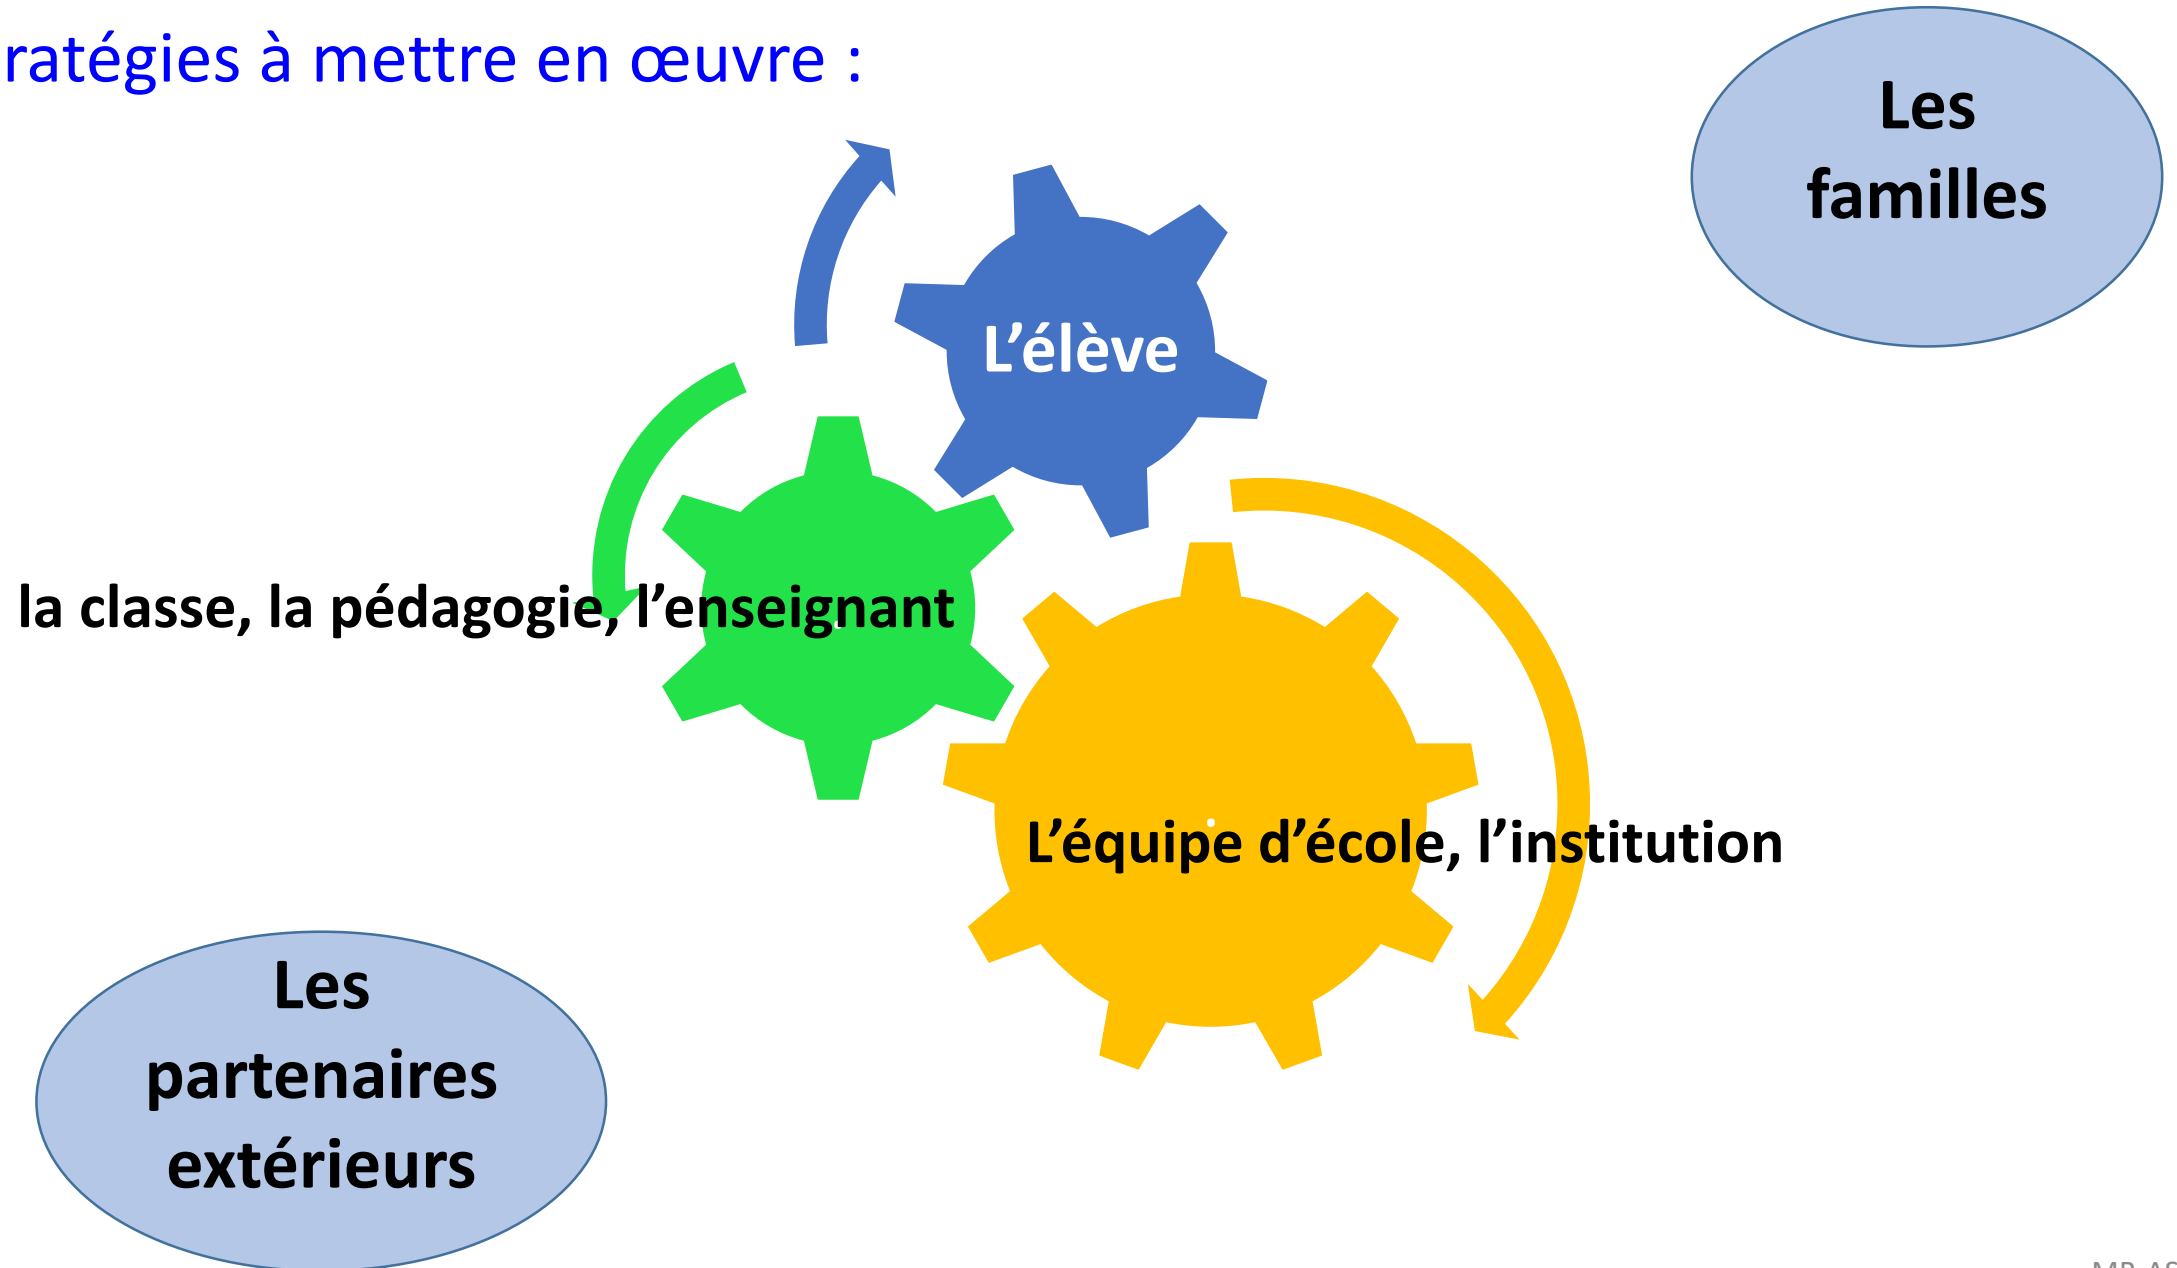 ratégies à mettre en œuvre :
Les
familles
L’élève
la classe, la pédagogie, l’enseignant
L’équipe d’école, l’institution
Les
partenaires
extérieurs